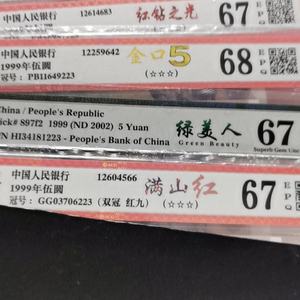 中国人民银行 12614683 红钻之光 67 E P Q
中国人民银行 12259642 金口5 68 E P Q
1999年伍圆
冠号：PB11649223 (☆☆☆)
China / People's Republic
ick# 897f2 1999 (ND 2002) 5 Yuan 绿美人 67
N HI34181223 - People's Bank of China Green Beauty Superb Gem Unc
中国人民银行 12604566 满山红 67 E P Q
1999年伍圆
冠号：GG03706223 (双冠 红九) (☆☆☆)